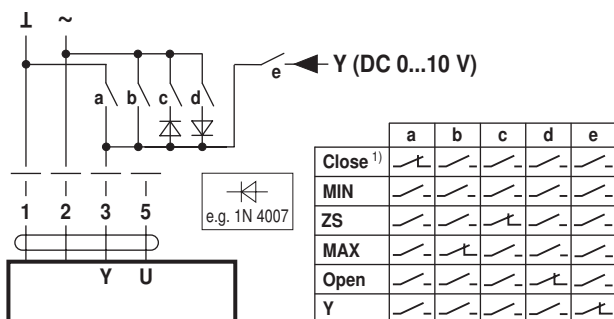 ⊥ ~
e Y (DC 0...10 V)
a b c d
1 2 3 5
e.g. 1N 4007
Y U
a b c d e
Close 1)
MIN
ZS
MAX
Open
Y